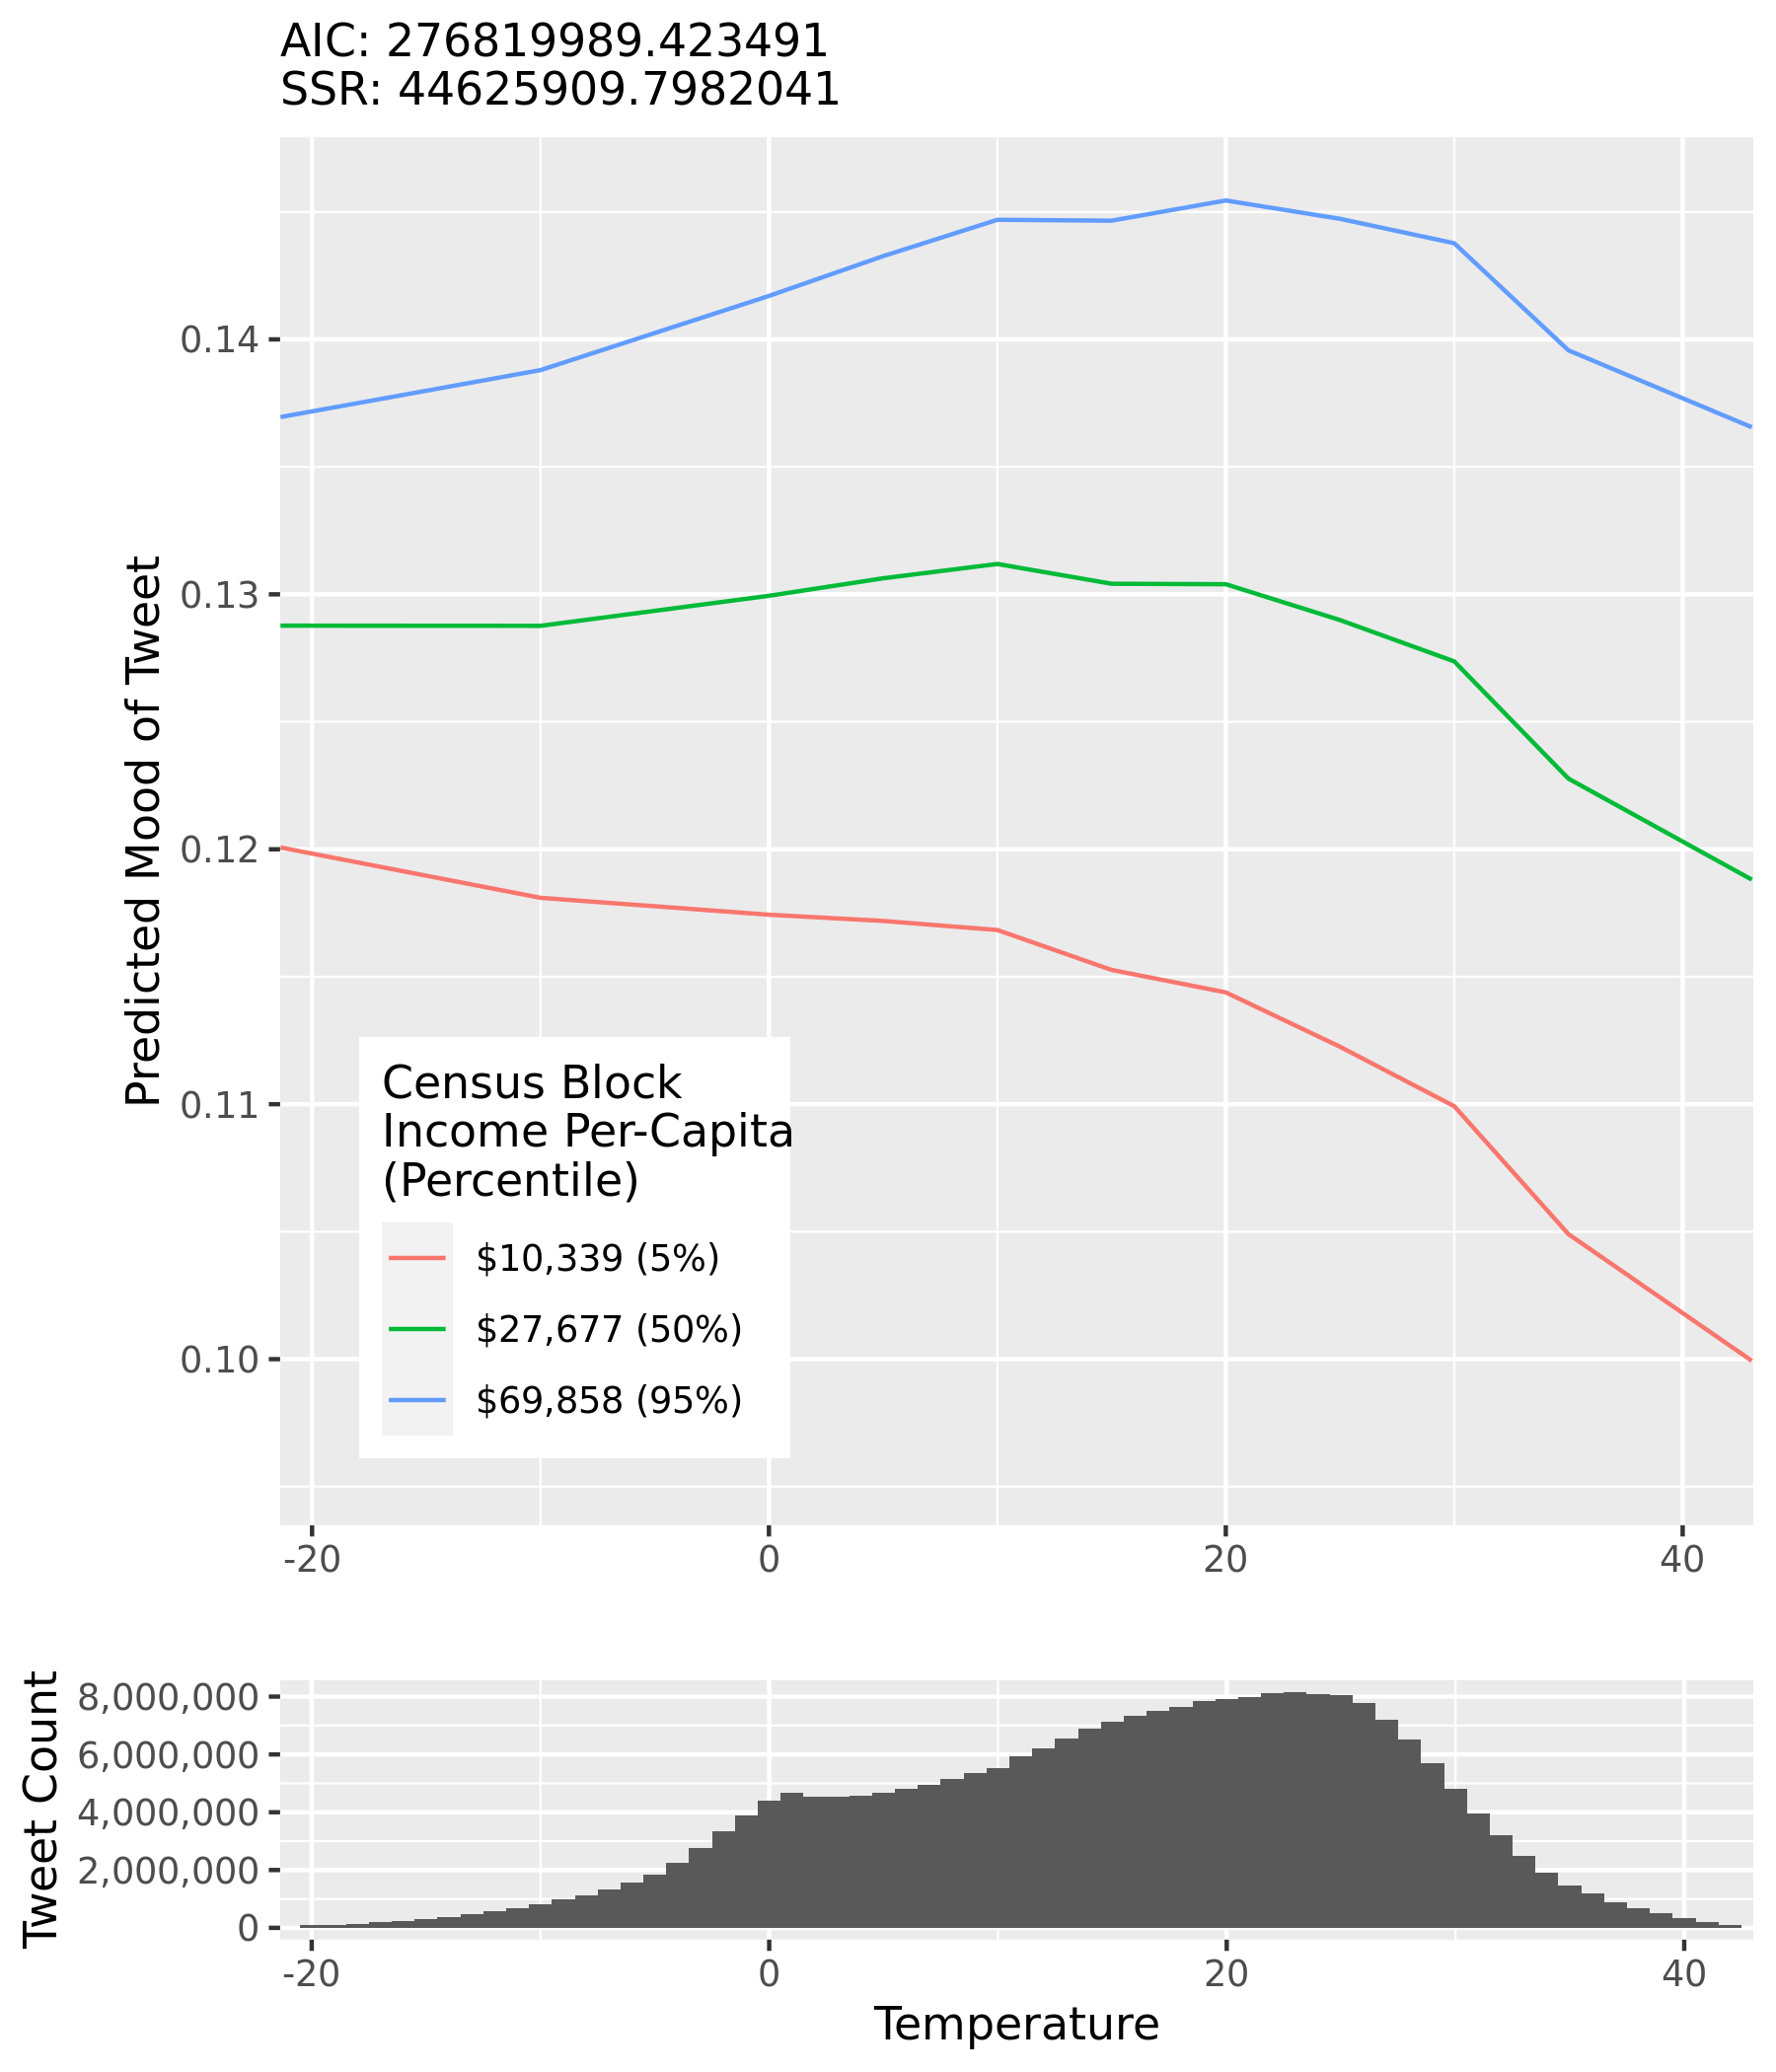 AIC: 276819989.423491
SSR: 44625909.7982041
Predicted Mood of Tweet
0.14
0.13
0.12
0.11
0.10
Census Block
Income Per-Capita
(Percentile)
$10,339 (5%)
$27,677 (50%)
$69,858 (95%)
-20 0 20 40
Tweet Count
8,000,000
6,000,000
4,000,000
2,000,000
0
-20 0 20 40
Temperature